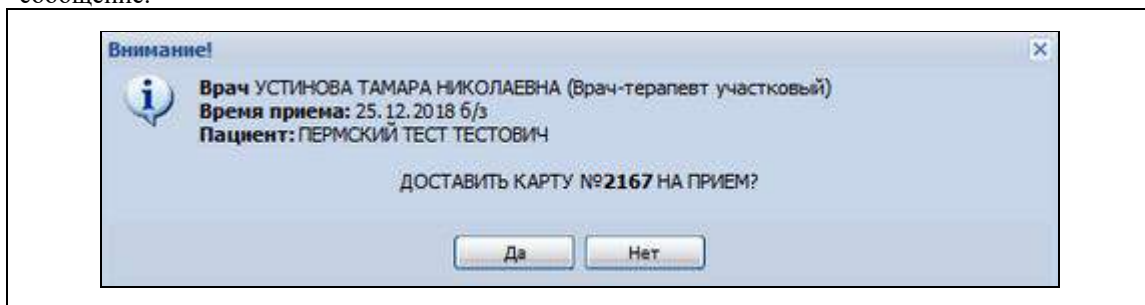 сообщение:
Внимание!
Врач УСТИНОВА ТАМАРА НИКОЛАЕВНА (Врач-терапевт участковый)
Время приема: 25.12.2018 б/з
Пациент: ПЕРМСКИЙ ТЕСТ ТЕСТОВИЧ
ДОСТАВИТЬ КАРТУ №2167 НА ПРИЕМ?
Да Нет